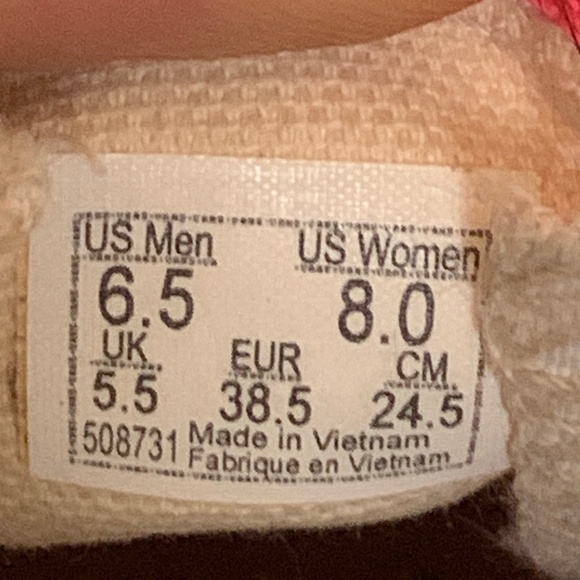 US Men US Women
6.5 8.0
UK EUR CM
5.5 38.5 24.5
508731 Made in Vietnam
Fabrique en Vietnam